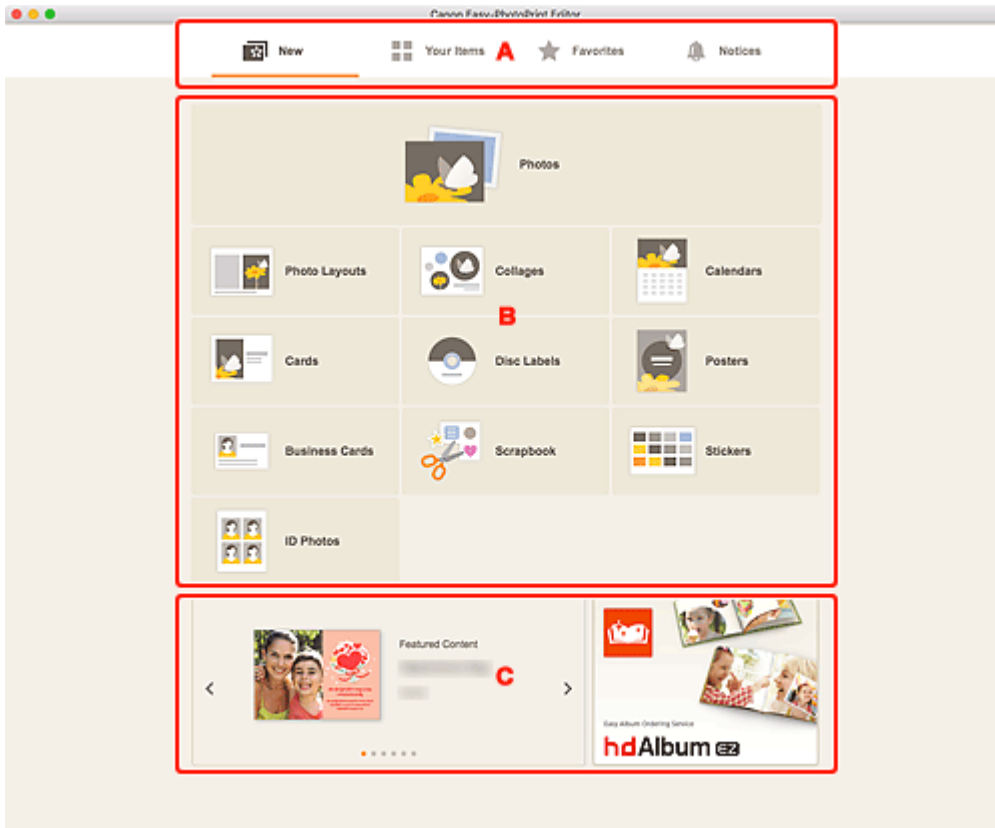 Canon Easy-PhotoPrint Editor
New
Your Items
A
Favorites
Notices
Photos
Photo Layouts
Collages
Calendars
B
Cards
Disc Labels
Posters
Business Cards
Scrapbook
Stickers
ID Photos
Featured Content
C
Easy Album Ordering Service
hdAlbum EZ